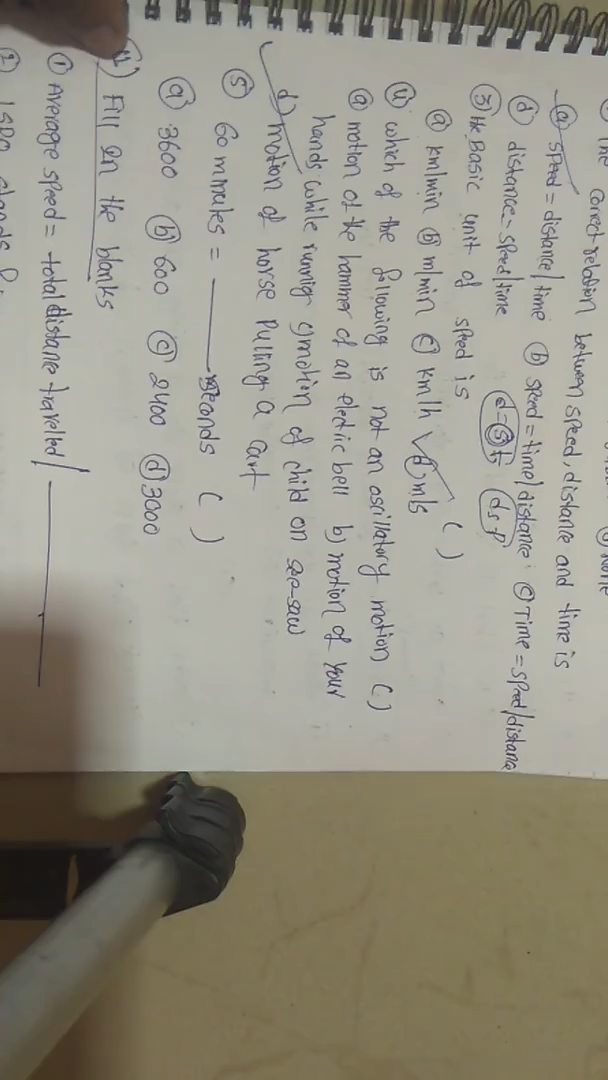 correct relation between speed, distance and time is
(a) speed = distance/time (b) speed = time/distance (c) Time = speed/distance
(d) distance = speed/time
d = s t d s p
(3) the Basic unit of speed is ( )
(a) km/min (b) m/min (c) km/h (d) m/s
(4) which of the following is not an oscillatory motion ( )
(a) motion of the hammer of an electric bell b) motion of your
hands while running c) motion of child on see-saw
d) motion of horse Pulling a cart
(5) 60 minutes = ______ seconds ( )
(a) 3600 (b) 600 (c) 2400 (d) 3000
Fill in the blanks
(1) Average speed = total distance travelled/ ______
(2)